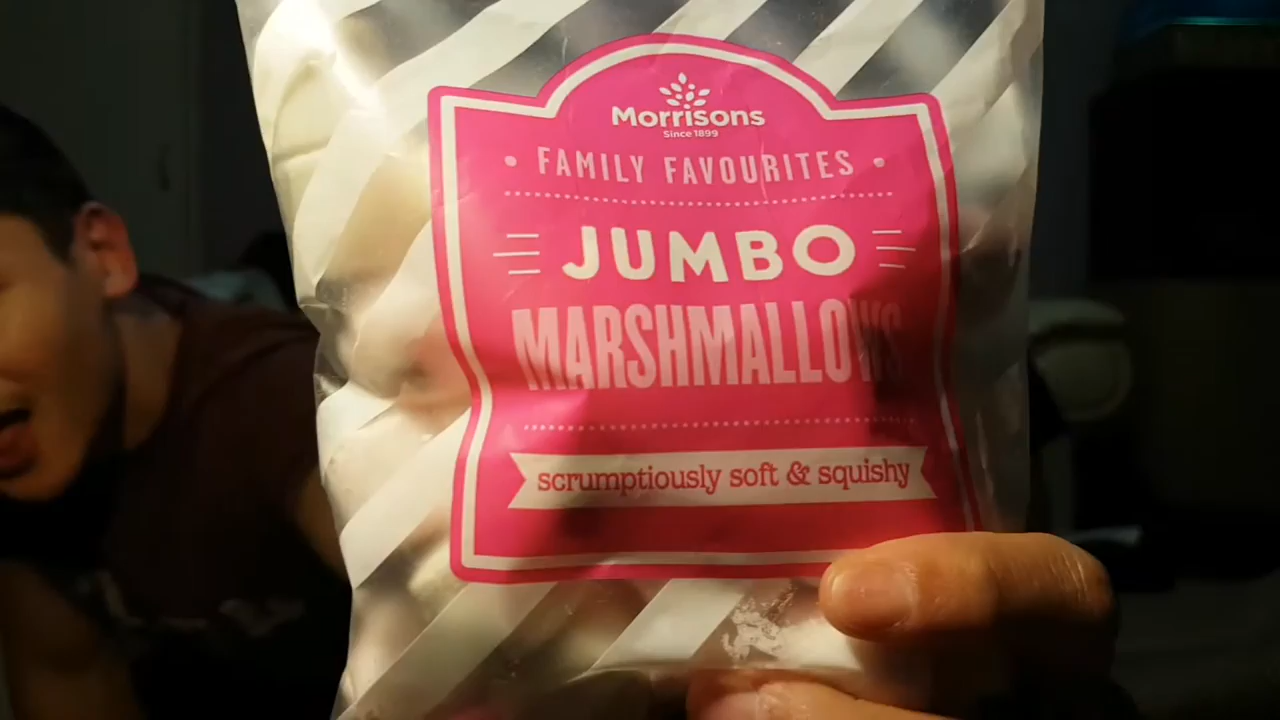 Morrisons
Since 1899
• FAMILY FAVOURITES •
JUMBO
MARSHMALLOWS
scrumptiously soft & squishy